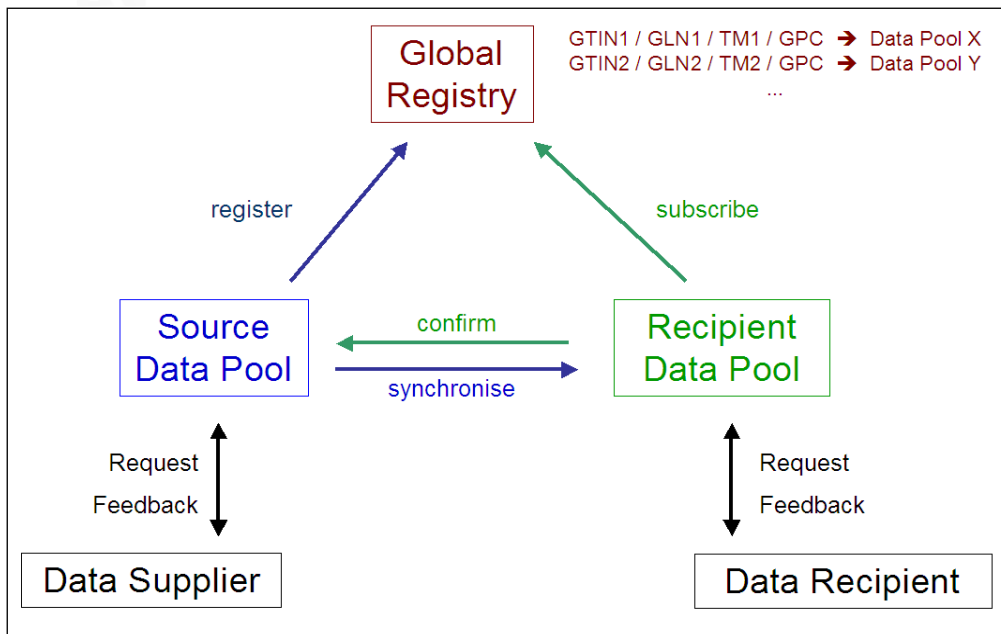 Global
Registry
GTIN1 / GLN1 / TM1 / GPC ➔ Data Pool X
GTIN2 / GLN2 / TM2 / GPC ➔ Data Pool Y
...
register
subscribe
Source
Data Pool
confirm
synchronise
Recipient
Data Pool
Request
Feedback
Request
Feedback
Data Supplier
Data Recipient